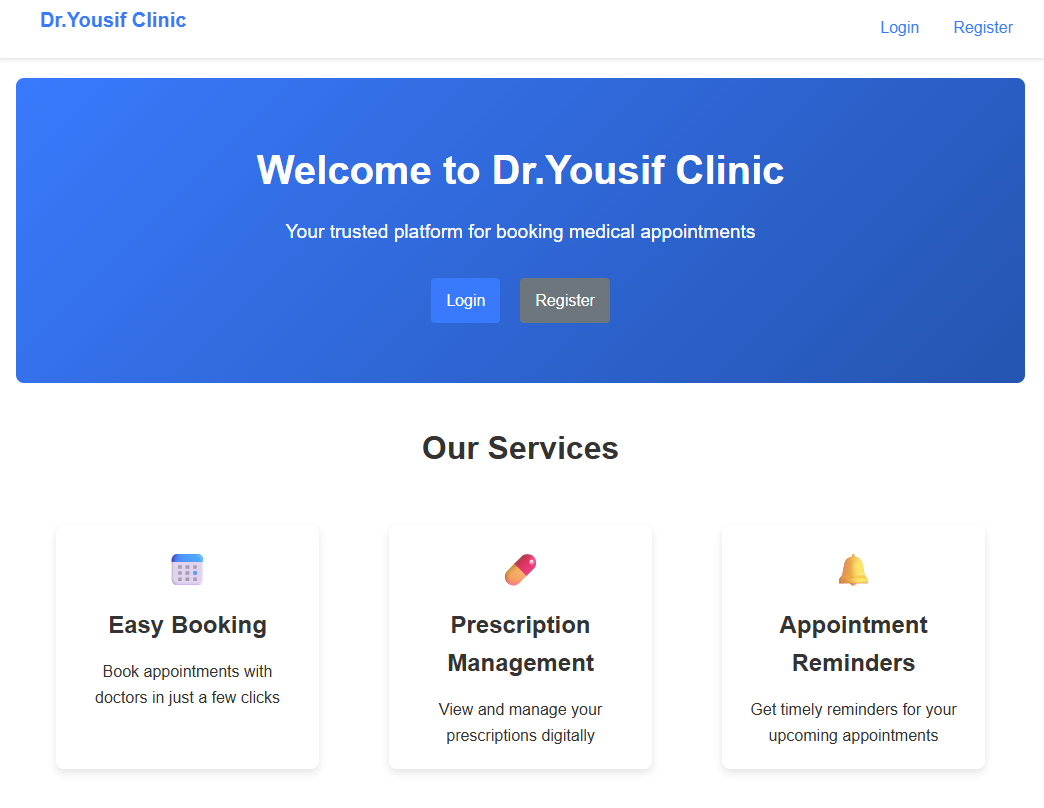 Dr.Yousif Clinic
Login
Register
Welcome to Dr.Yousif Clinic
Your trusted platform for booking medical appointments
Login
Register
Our Services
Easy Booking
Book appointments with
doctors in just a few clicks
Prescription
Management
View and manage your
prescriptions digitally
Appointment
Reminders
Get timely reminders for your
upcoming appointments